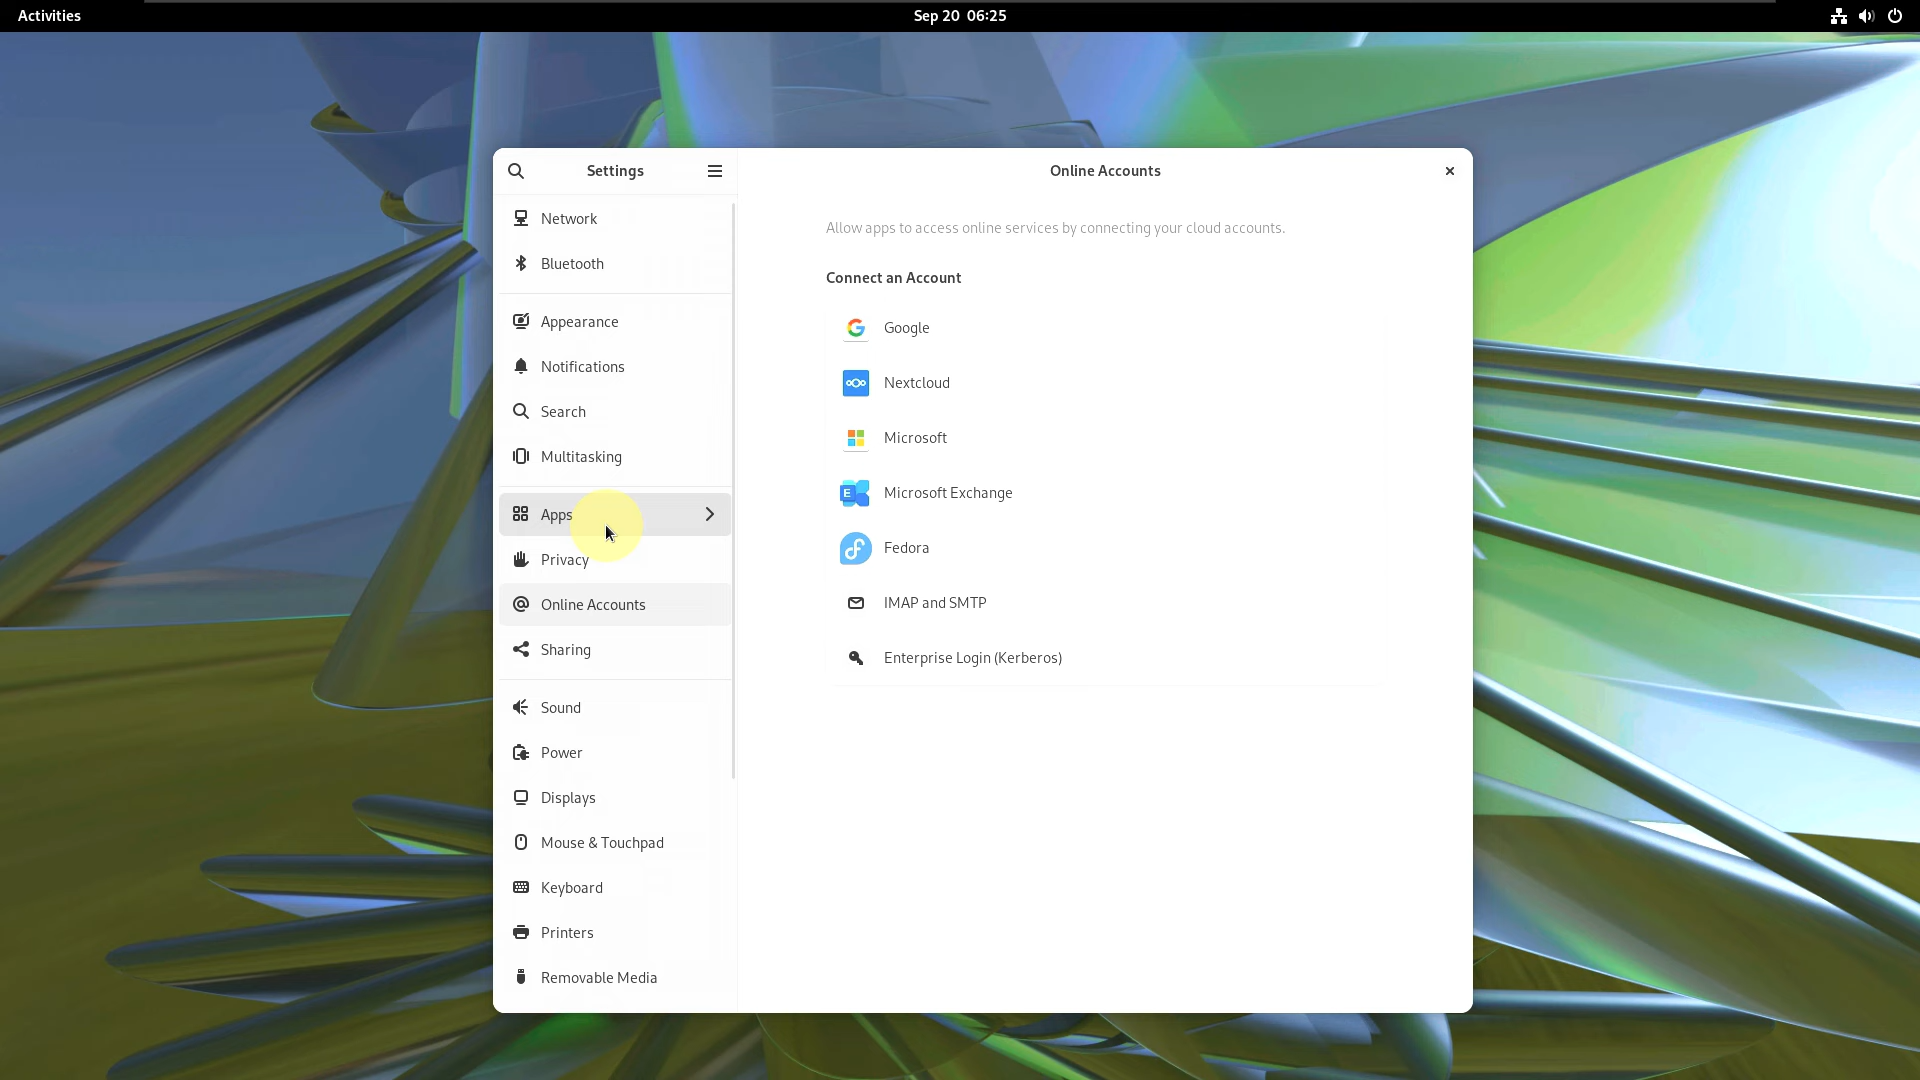 Activities
Sep 20 06:25
Settings
Online Accounts
Network
Bluetooth
Appearance
Notifications
Search
Multitasking
Apps
Privacy
Online Accounts
Sharing
Sound
Power
Displays
Mouse & Touchpad
Keyboard
Printers
Removable Media
Allow apps to access online services by connecting your cloud accounts.
Connect an Account
Google
Nextcloud
Microsoft
E
Microsoft Exchange
Fedora
IMAP and SMTP
Enterprise Login (Kerberos)